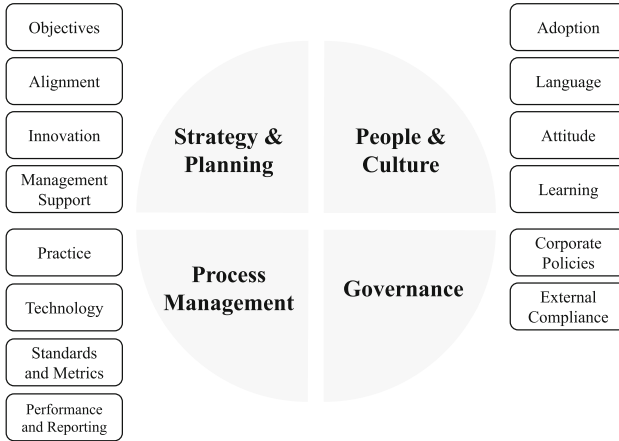 Objectives
Alignment
Innovation
Management
Support
Practice
Technology
Standards
and Metrics
Performance
and Reporting
Strategy &
Planning
People &
Culture
Process
Management
Governance
Adoption
Language
Attitude
Learning
Corporate
Policies
External
Compliance